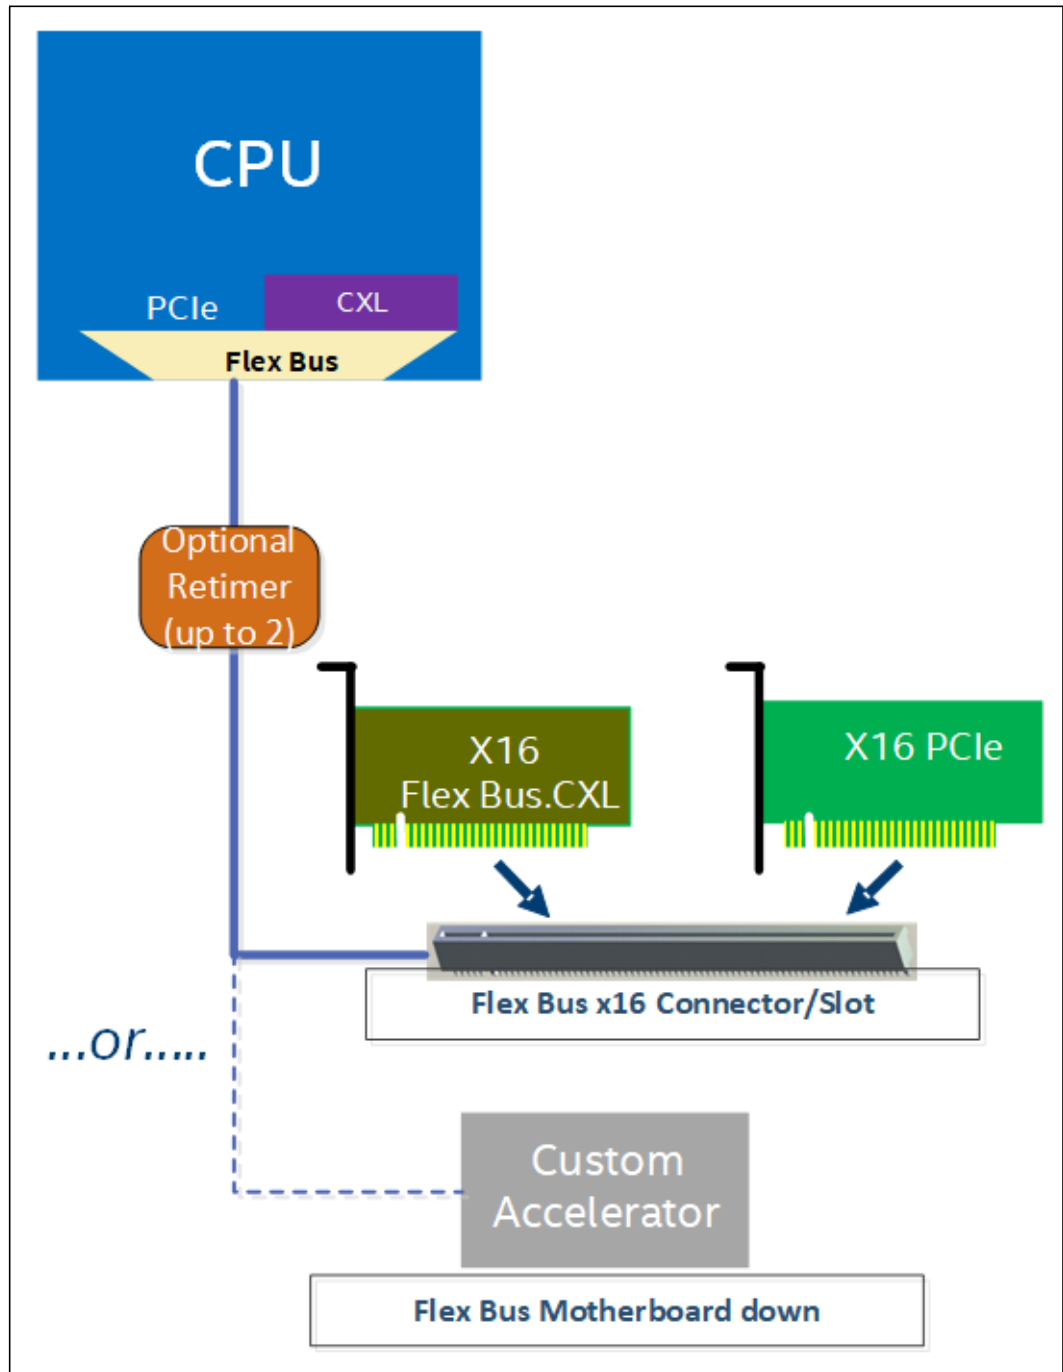 CPU
PCIe
CXL
Flex Bus
Optional
Retimer
(up to 2)
X16
Flex Bus.CXL
X16 PCIe
Flex Bus x16 Connector/Slot
...or.....
Custom
Accelerator
Flex Bus Motherboard down